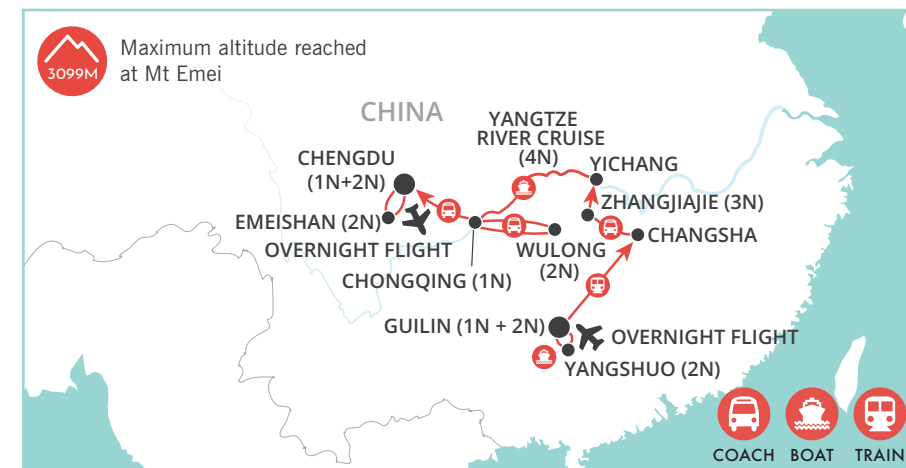 3099M
Maximum altitude reached
at Mt Emei
CHINA
YANGTZE
RIVER CRUISE
(4N)
YICHANG
CHENGDU
(1N+2N)
ZHANGJIAJIE (3N)
EMEISHAN (2N)
CHANGSHA
OVERNIGHT FLIGHT
WULONG
(2N)
CHONGQING (1N)
GUILIN (1N + 2N)
OVERNIGHT FLIGHT
YANGSHUO (2N)
COACH
BOAT
TRAIN